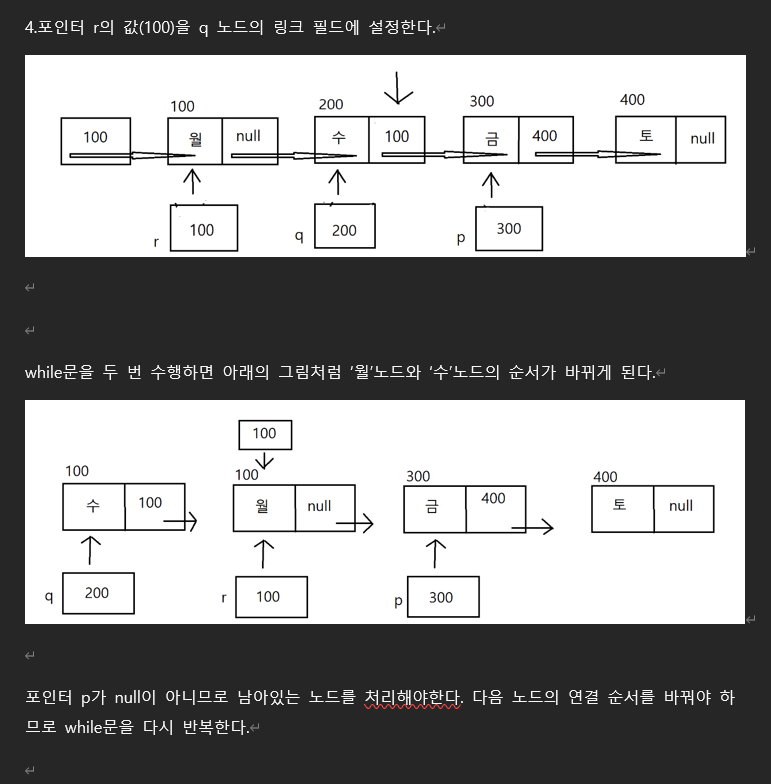 4.포인터 r의 값(100)을 q 노드의 링크 필드에 설정한다.
100 200 300 400
100 월 null 수 100 금 400 토 null
r 100 q 200 p 300
while문을 두 번 수행하면 아래의 그림처럼 ‘월’노드와 ‘수’노드의 순서가 바뀌게 된다.
100
100 100 300 400
수 100 월 null 금 400 토 null
q 200 r 100 p 300
포인터 p가 null이 아니므로 남아있는 노드를 처리해야한다. 다음 노드의 연결 순서를 바꿔야 하
므로 while문을 다시 반복한다.